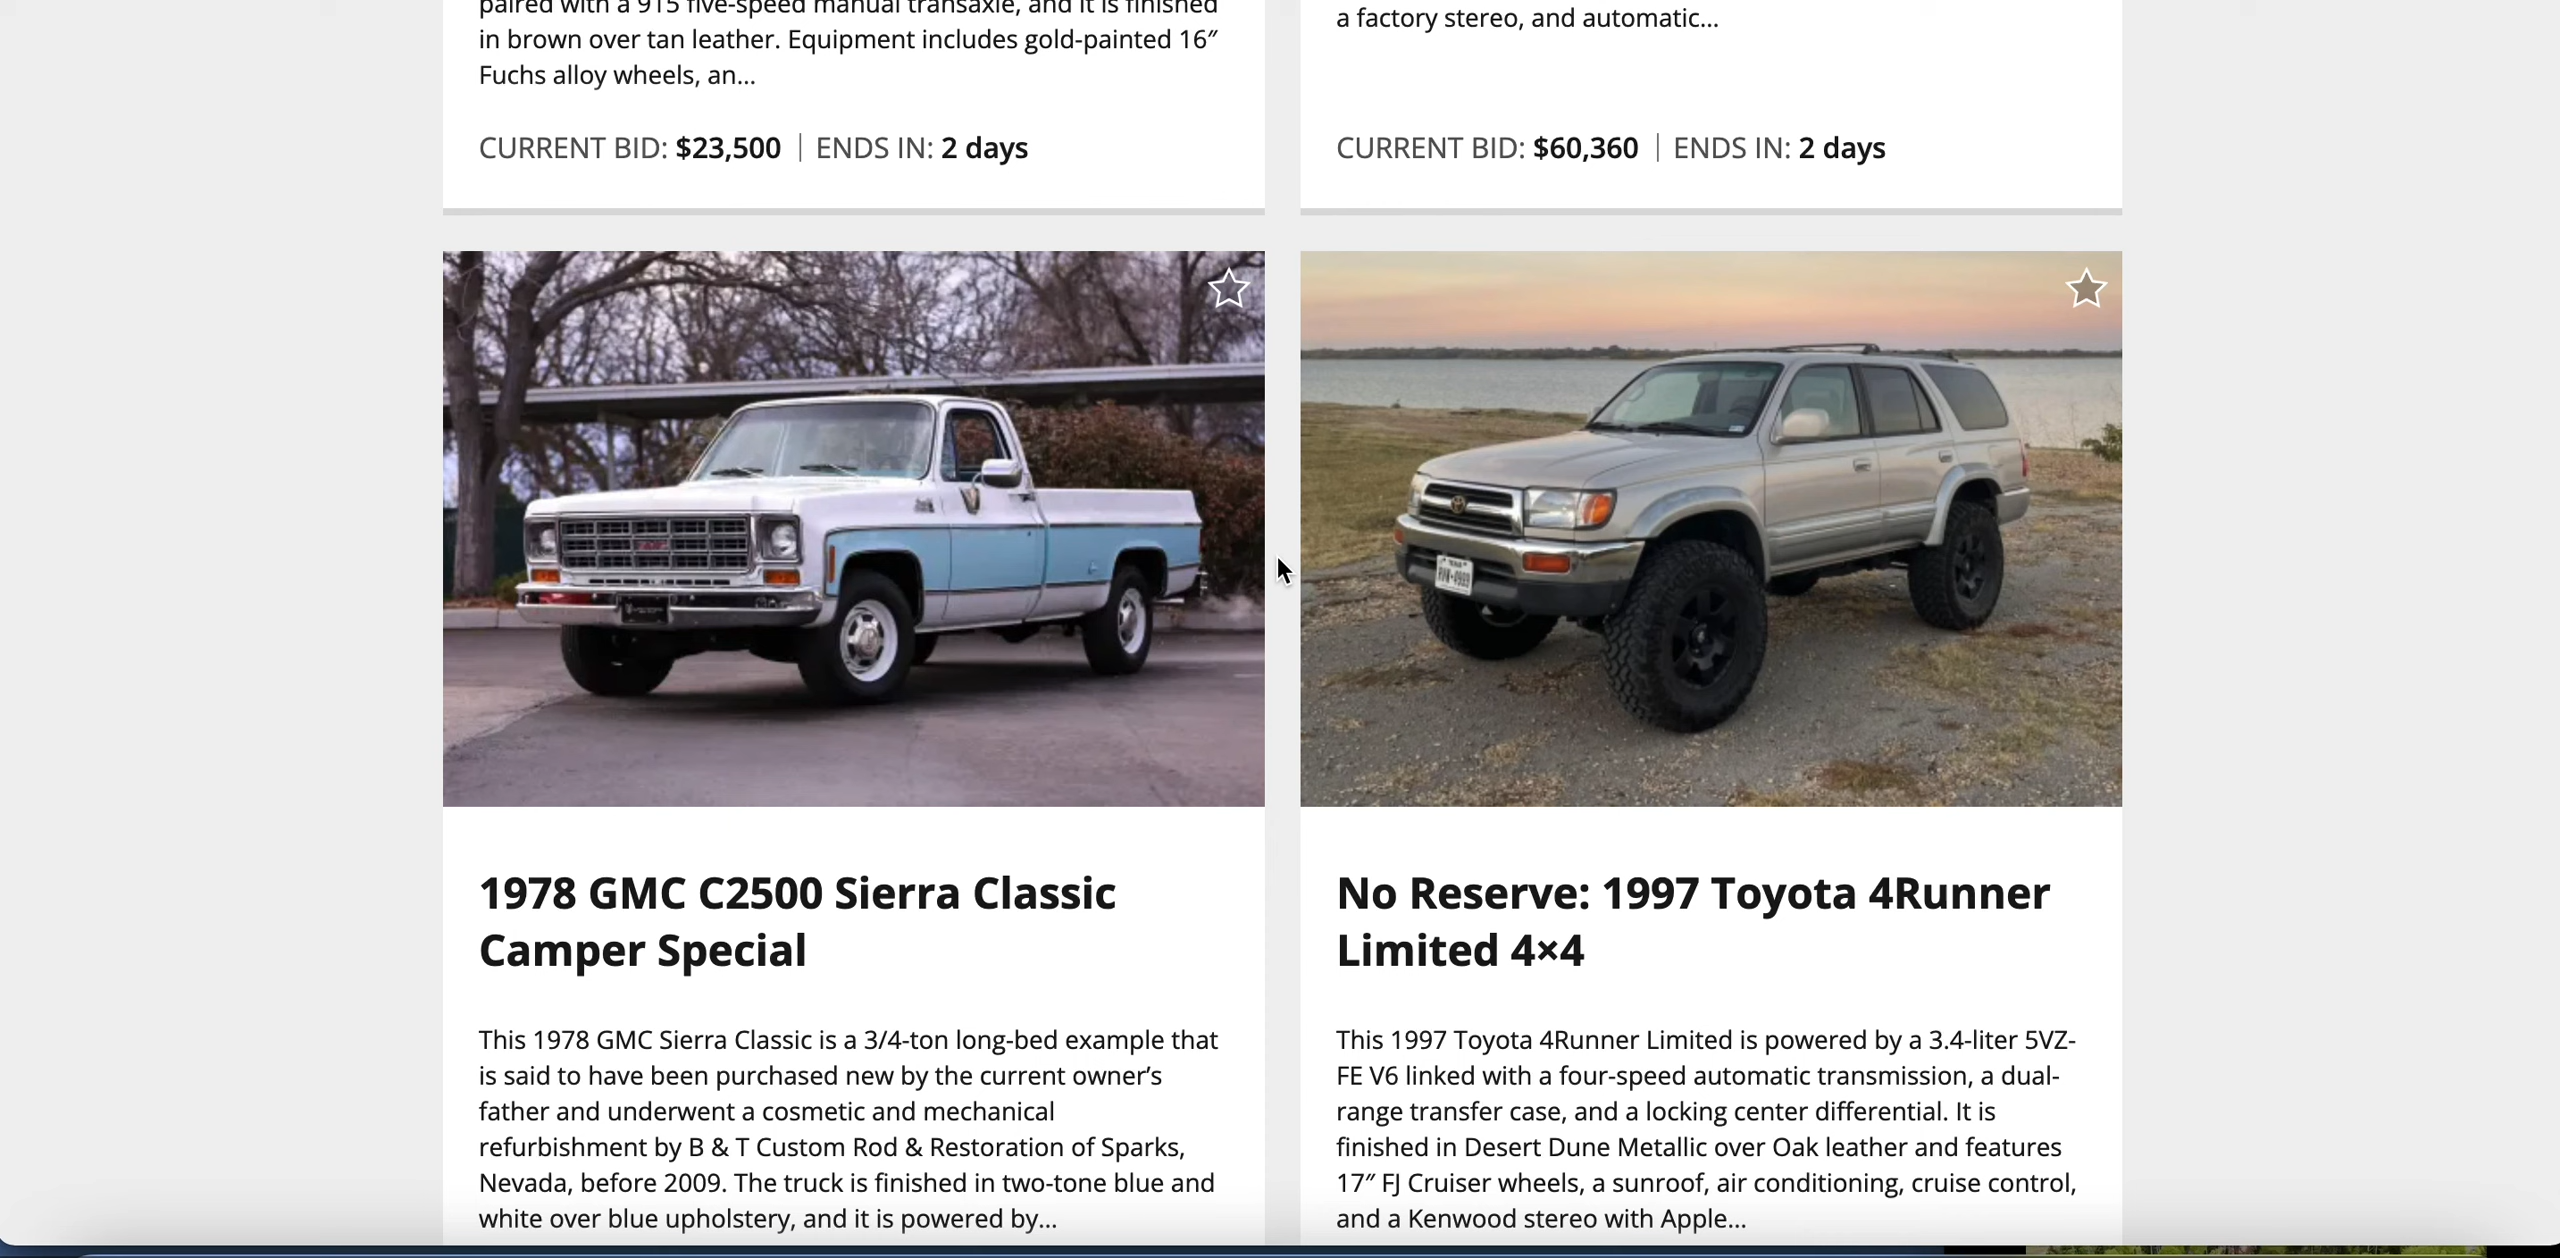 paired with a 915 five-speed manual transaxle, and it is finished
in brown over tan leather. Equipment includes gold-painted 16″
Fuchs alloy wheels, an...
CURRENT BID: $23,500 | ENDS IN: 2 days
a factory stereo, and automatic...
CURRENT BID: $60,360 | ENDS IN: 2 days
1978 GMC C2500 Sierra Classic
Camper Special
This 1978 GMC Sierra Classic is a 3/4-ton long-bed example that
is said to have been purchased new by the current owner’s
father and underwent a cosmetic and mechanical
refurbishment by B & T Custom Rod & Restoration of Sparks,
Nevada, before 2009. The truck is finished in two-tone blue and
white over blue upholstery, and it is powered by...
No Reserve: 1997 Toyota 4Runner
Limited 4×4
This 1997 Toyota 4Runner Limited is powered by a 3.4-liter 5VZ-
FE V6 linked with a four-speed automatic transmission, a dual-
range transfer case, and a locking center differential. It is
finished in Desert Dune Metallic over Oak leather and features
17″ FJ Cruiser wheels, a sunroof, air conditioning, cruise control,
and a Kenwood stereo with Apple...